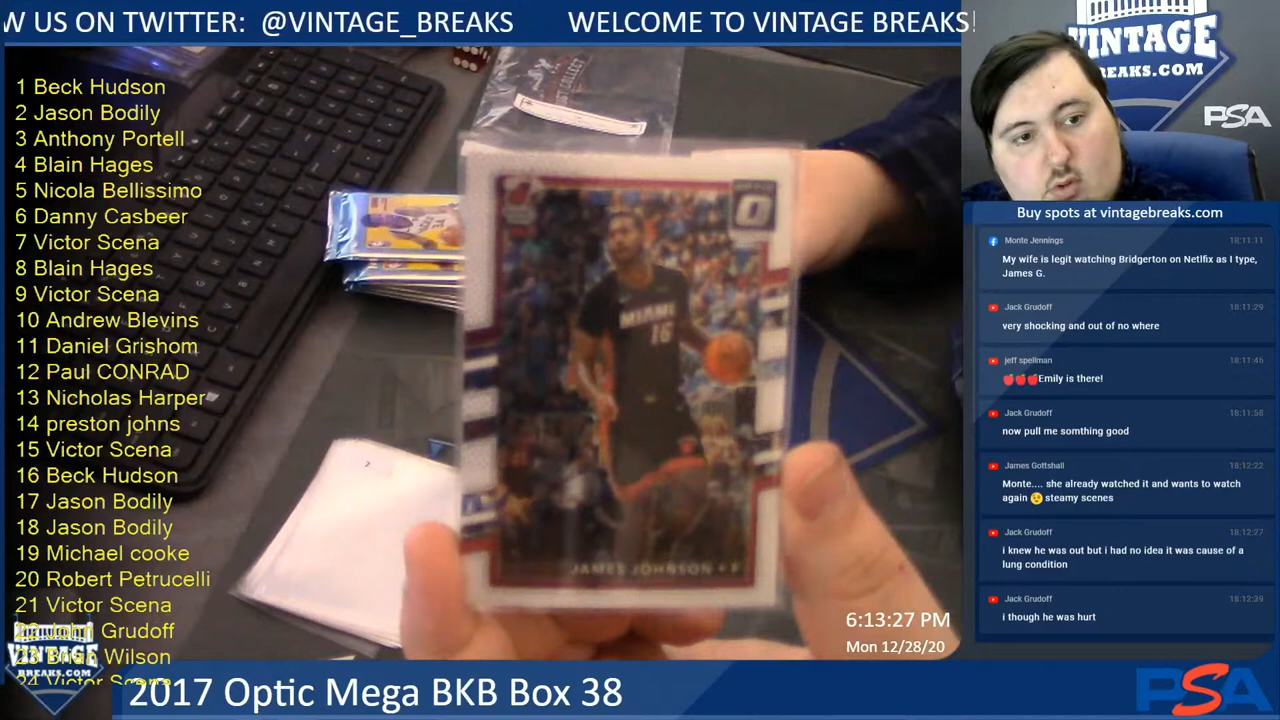 W US ON TWITTER: @VINTAGE_BREAKS WELCOME TO VINTAGE BREAKS!
1 Beck Hudson
2 Jason Bodily
3 Anthony Portell
4 Blain Hages
5 Nicola Bellissimo
6 Danny Casbeer
7 Victor Scena
8 Blain Hages
9 Victor Scena
10 Andrew Blevins
11 Daniel Grishom
12 Paul CONRAD
13 Nicholas Harper
14 preston johns
15 Victor Scena
16 Beck Hudson
17 Jason Bodily
18 Jason Bodily
19 Michael cooke
20 Robert Petrucelli
21 Victor Scena
22 John Grudoff
23 Brian Wilson
24 Victor Scena
VINTAGE
BREAKS.COM
MIAMI
16
JAMES JOHNSON • F
VINTAGE
BREAKS.COM
PSA
Buy spots at vintagebreaks.com
Monte Jennings 18:11:11
My wife is legit watching Bridgerton on Netlfix as I type,
James G.
Jack Grudoff 18:11:29
very shocking and out of no where
jeff spellman 18:11:46
🍎🍎🍎Emily is there!
Jack Grudoff 18:11:58
now pull me somthing good
James Gottshall 18:12:22
Monte.... she already watched it and wants to watch
again 😉 steamy scenes
Jack Grudoff 18:12:27
i knew he was out but i had no idea it was cause of a
lung condition
Jack Grudoff 18:12:39
i though he was hurt
6:13:27 PM
Mon 12/28/20
2017 Optic Mega BKB Box 38
PSA